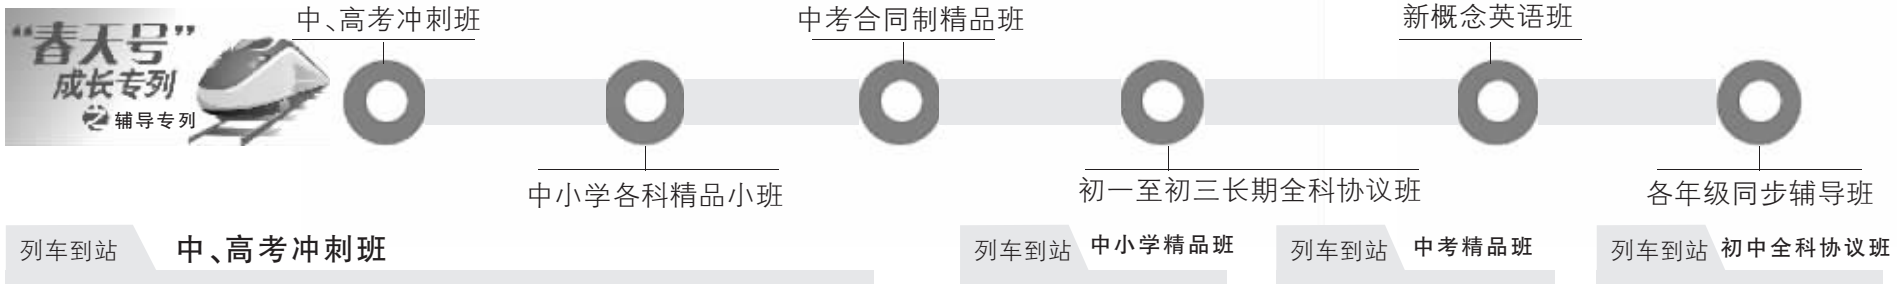 “春天号”
成长专列
之辅导专列
中、高考冲刺班
中小学各科精品小班
中考合同制精品班
初一至初三长期全科协议班
新概念英语班
各年级同步辅导班
列车到站 中、高考冲刺班
列车到站 中小学精品班
列车到站 中考精品班
列车到站 初中全科协议班